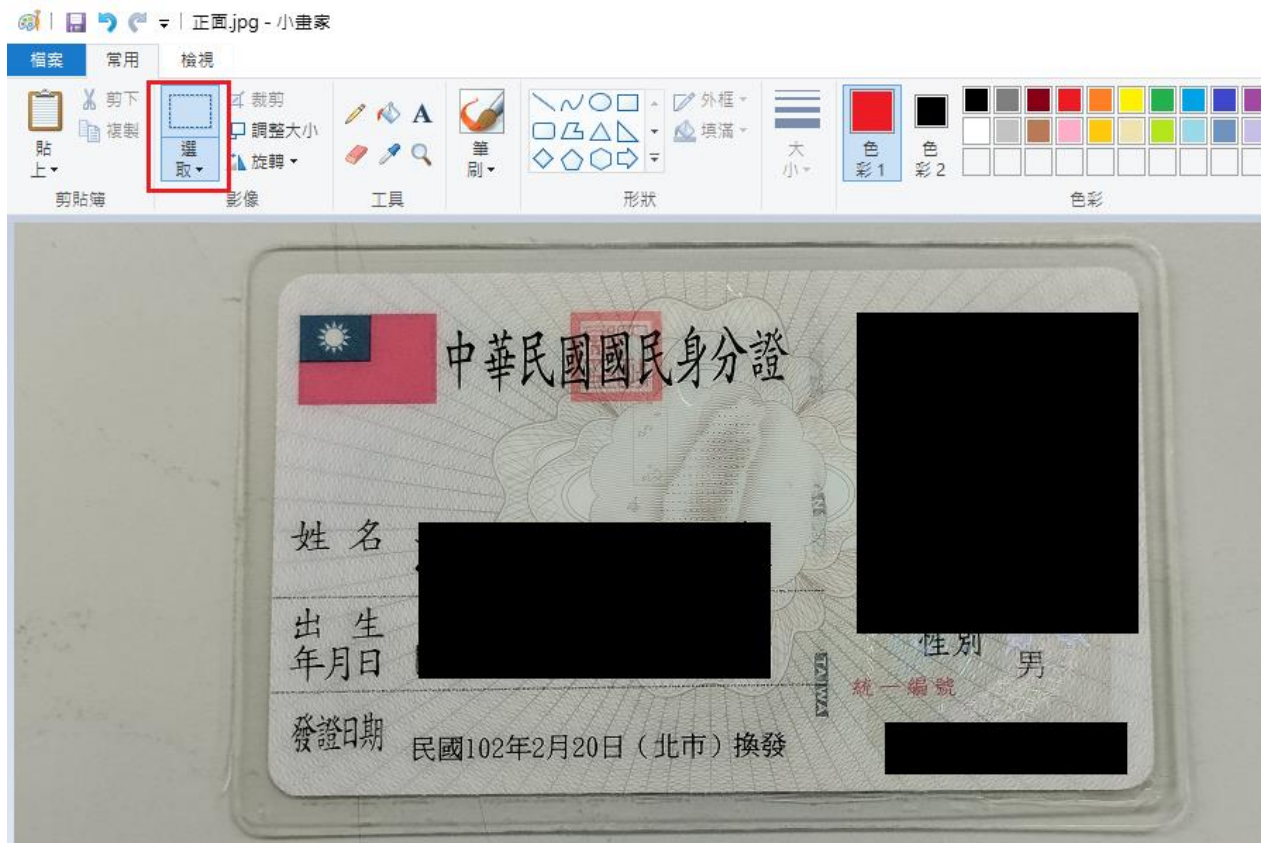 正面.jpg - 小畫家
檔案 常用 檢視
貼上 剪下 複製 剪貼簿
選取 裁剪 調整大小 旋轉 影像
A 工具
筆刷
外框 填滿 形狀
大小
色彩 1 色彩 2 色彩
中華民國國民身分證
姓名
出生年月日
性別 男
統一編號
TAIWA
發證日期 民國102年2月20日（北市）換發